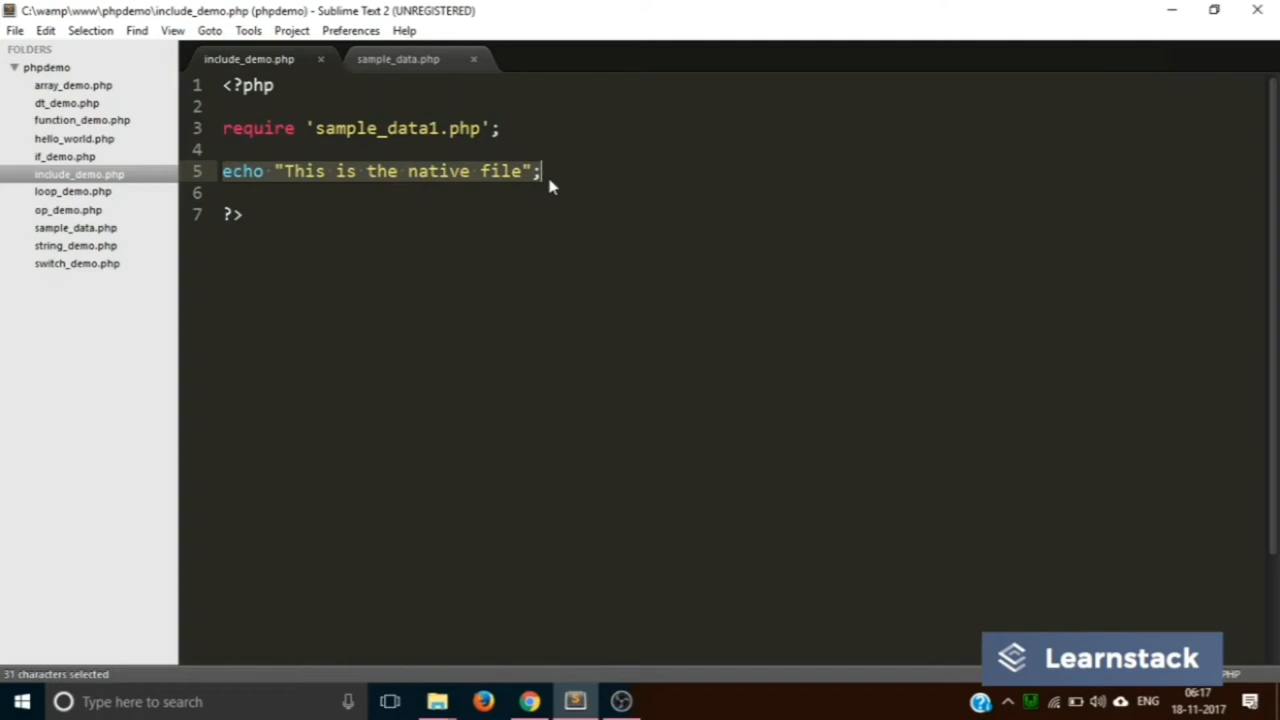 C:\wamp\www\phpdemo\include_demo.php (phpdemo) - Sublime Text 2 (UNREGISTERED)
File Edit Selection Find View Goto Tools Project Preferences Help
FOLDERS
phpdemo
array_demo.php
dt_demo.php
function_demo.php
hello_world.php
if_demo.php
include_demo.php
loop_demo.php
op_demo.php
sample_data.php
string_demo.php
switch_demo.php
include_demo.php × sample_data.php ×
1 <?php
2
3 require 'sample_data1.php';
4
5 echo "This is the native file";
6
7 ?>
Learnstack
31 characters selected
PHP
Type here to search
ENG
06:17
18-11-2017